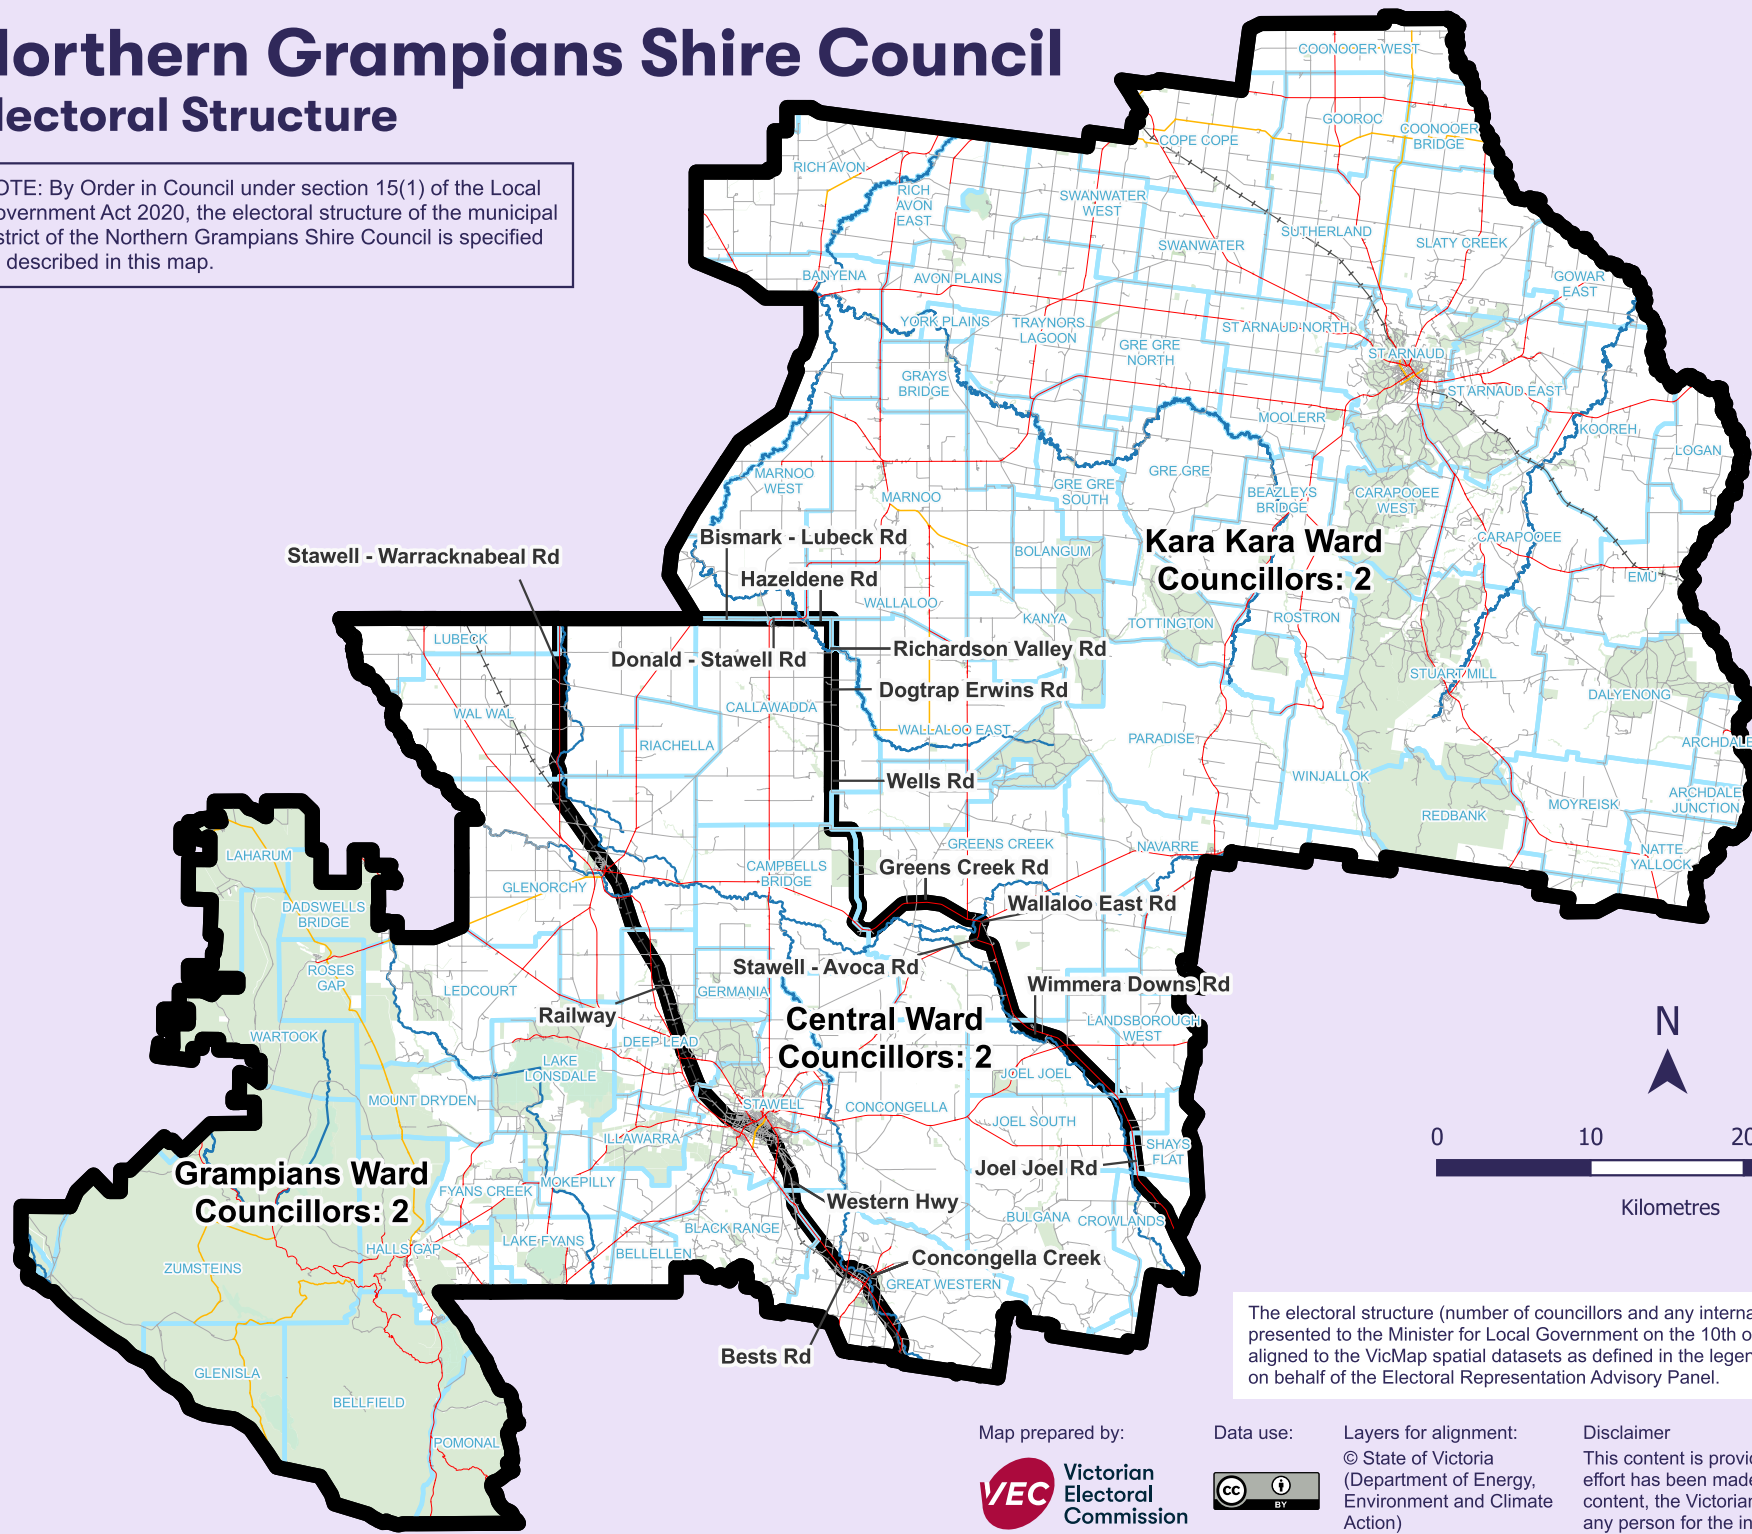 Northern Grampians Shire Council
Electoral Structure
NOTE: By Order in Council under section 15(1) of the Local
Government Act 2020, the electoral structure of the municipal
district of the Northern Grampians Shire Council is specified
described in this map.
COONOOER WEST
GOOROC
COONOOER
BRIDGE
COPE COPE
RICH AVON
RICH
AVON
EAST
SWANWATER
WEST
SWANWATER
SUTHERLAND
SLATY CREEK
GOWAR
EAST
BANYENA
AVON PLAINS
YORK PLAINS
TRAYNORS
LAGOON
ST ARNAUD NORTH
GRE GRE
NORTH
ST ARNAUD
GRAYS
BRIDGE
ST ARNAUD EAST
MOOLERR
KOOREH
LOGAN
MARNOO
WEST
MARNOO
GRE GRE
GRE GRE
SOUTH
BEAZLEYS
BRIDGE
CARAPOOEE
WEST
CARAPOOEE
Bismark - Lubeck Rd
Kara Kara Ward
Councillors: 2
BOLANGUM
Stawell - Warracknabeal Rd
Hazeldene Rd
EMU
WALLALOO
KANYA
TOTTINGTON
ROSTRON
LUBECK
Donald - Stawell Rd
Richardson Valley Rd
STUART MILL
DALYENONG
Dogtrap Erwins Rd
WAL WAL
CALLAWADDA
WALLALOO EAST
RIACHELLA
PARADISE
ARCHDALE
Wells Rd
WINJALLOK
ARCHDALE
JUNCTION
MOYREISK
REDBANK
GREENS CREEK
NAVARRE
NATTE
YALLOCK
LAHARUM
CAMPBELLS
BRIDGE
Greens Creek Rd
GLENORCHY
Wallaloo East Rd
DADSWELLS
BRIDGE
Stawell - Avoca Rd
ROSES
GAP
LEDCOURT
GERMANIA
Wimmera Downs Rd
Railway
Central Ward
Councillors: 2
LANDSBOROUGH
WEST
WARTOOK
DEEP LEAD
LAKE
LONSDALE
JOEL JOEL
MOUNT DRYDEN
STAWELL
CONCONGELLA
JOEL SOUTH
ILLAWARRA
SHAYS
FLAT
Joel Joel Rd
Grampians Ward
Councillors: 2
FYANS CREEK
MOKEPILLY
Western Hwy
BULGANA
CROWLANDS
BLACK RANGE
LAKE FYANS
BELLELLEN
HALLS GAP
Concongella Creek
ZUMSTEINS
GREAT WESTERN
Bests Rd
GLENISLA
BELLFIELD
POMONAL
N
0 10 20
Kilometres
The electoral structure (number of councillors and any
presented to the Minister for Local Government on the 10th
aligned to the VicMap spatial datasets as defined in the
on behalf of the Electoral Representation Advisory Panel.
Map prepared by:
VEC
Victorian
Electoral
Commission
Data use:
cc
BY
Layers for alignment:
© State of Victoria
(Department of Energy,
Environment and Climate
Action)
Disclaimer
This content is
effort has been made
content, the
any person for the